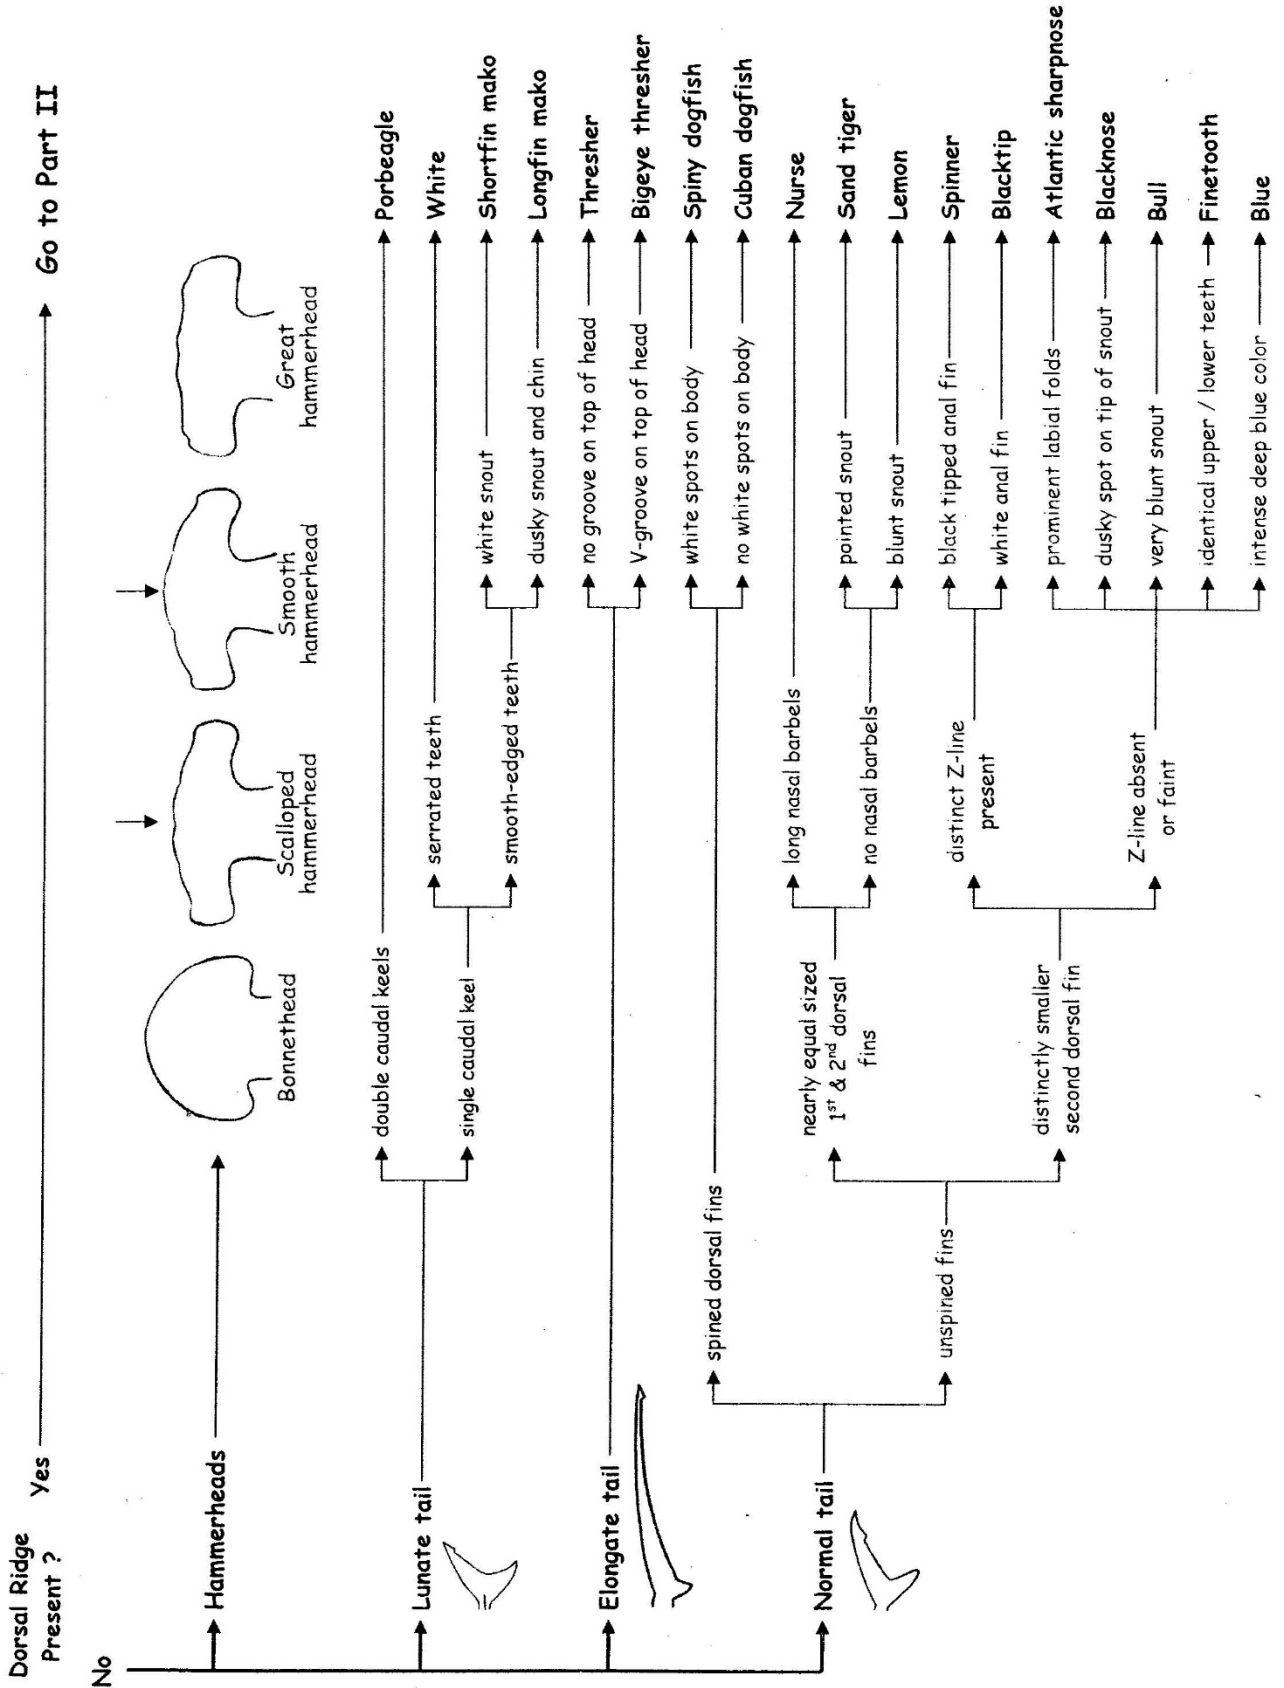 Dorsal Ridge
Present ?
Yes
Go to Part II
No
Hammerheads
Bonnethead
Scalloped
hammerhead
Smooth
hammerhead
Great
hammerhead
Lunate tail
double caudal keels
Porbeagle
single caudal keel
serrated teeth
White
smooth-edged teeth
white snout
Shortfin mako
dusky snout and chin
Longfin mako
Elongate tail
no groove on top of head
Thresher
V-groove on top of head
Bigeye thresher
Normal tail
spined dorsal fins
white spots on body
Spiny dogfish
no white spots on body
Cuban dogfish
unspined fins
nearly equal sized
1st & 2nd dorsal
fins
long nasal barbels
Nurse
no nasal barbels
pointed snout
Sand tiger
blunt snout
Lemon
distinctly smaller
second dorsal fin
distinct Z-line
present
black tipped anal fin
Spinner
white anal fin
Blacktip
Z-line absent
or faint
prominent labial folds
Atlantic sharpnose
dusky spot on tip of snout
Blacknose
very blunt snout
Bull
identical upper / lower teeth
Finetooth
intense deep blue color
Blue